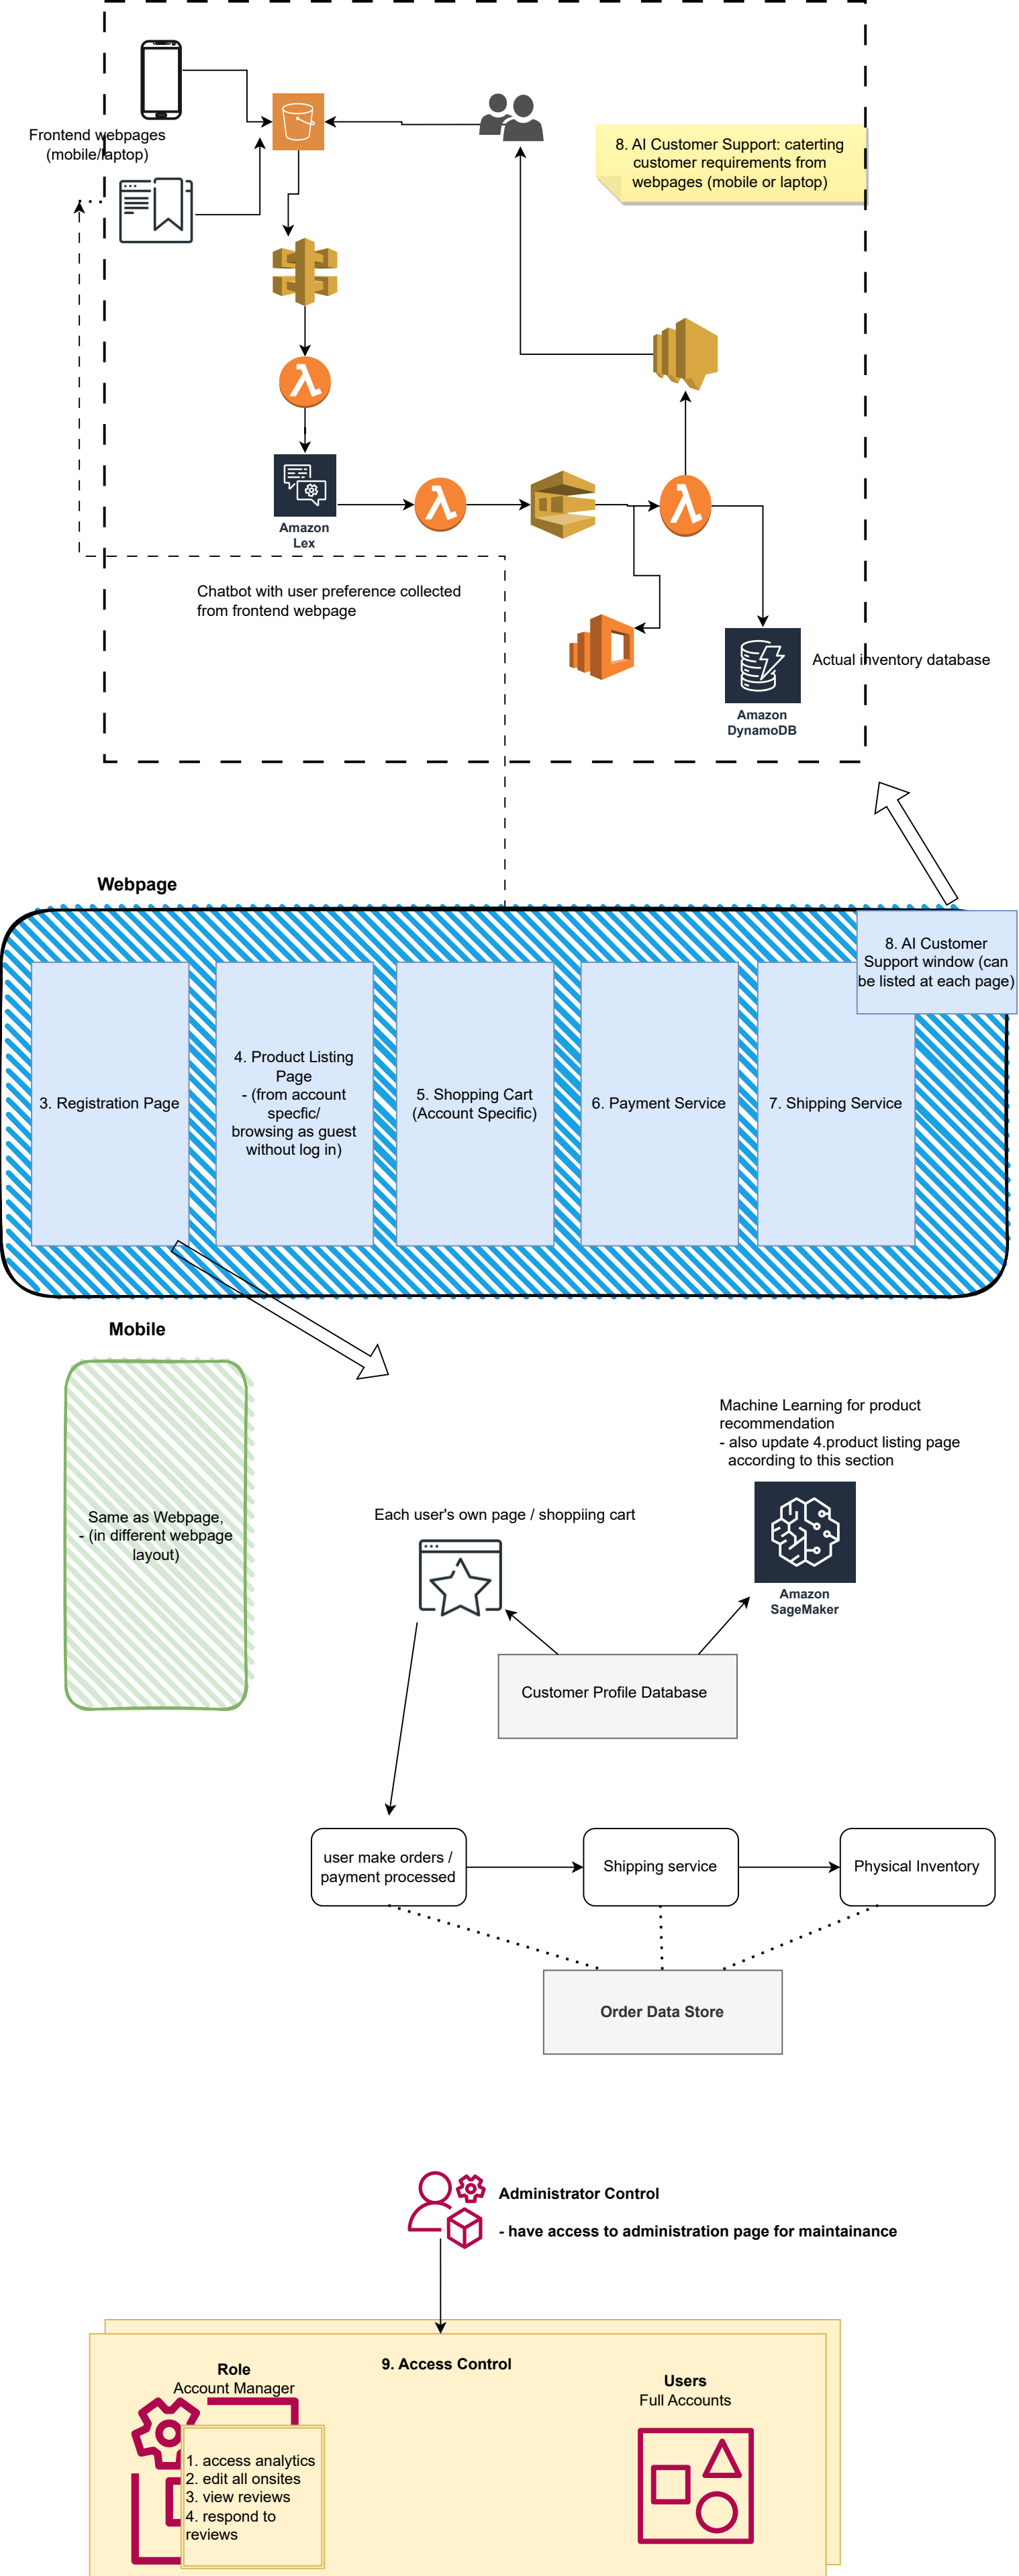 Frontend webpages
(mobile/laptop)
8. AI Customer Support: caterting
customer requirements from
webpages (mobile or laptop)
Amazon
Lex
Chatbot with user preference collected
from frontend webpage
Actual inventory database
Amazon
DynamoDB
Webpage
8. AI Customer
Support window (can
be listed at each page)
3. Registration Page
4. Product Listing
Page
- (from account
specfic/
browsing as guest
without log in)
5. Shopping Cart
(Account Specific)
6. Payment Service
7. Shipping Service
Mobile
Same as Webpage,
- (in different webpage
layout)
Machine Learning for product
recommendation
- also update 4.product listing page
according to this section
Each user's own page / shoppiing cart
Amazon
SageMaker
Customer Profile Database
user make orders /
payment processed
Shipping service
Physical Inventory
Order Data Store
Administrator Control
- have access to administration page for maintainance
9. Access Control
Role
Account Manager
Users
Full Accounts
1. access analytics
2. edit all onsites
3. view reviews
4. respond to
reviews